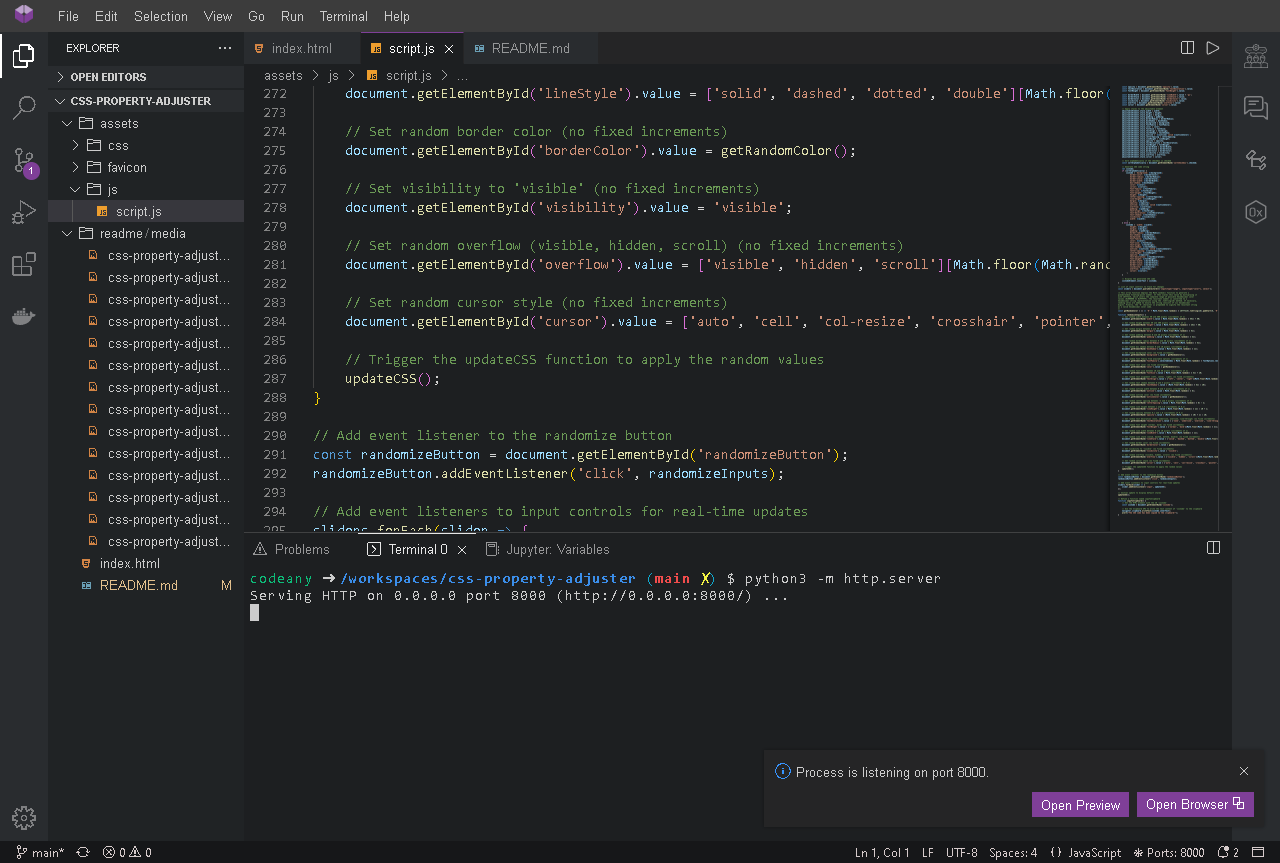 File Edit Selection View Go Run Terminal Help
EXPLORER ...
OPEN EDITORS
CSS-PROPERTY-ADJUSTER
assets
css
favicon
js
script.js
readme/media
css-property-adjust...
css-property-adjust...
css-property-adjust...
css-property-adjust...
css-property-adjust...
css-property-adjust...
css-property-adjust...
css-property-adjust...
css-property-adjust...
css-property-adjust...
css-property-adjust...
css-property-adjust...
css-property-adjust...
css-property-adjust...
index.html
README.md M
1
index.html script.js README.md
assets > js > script.js > ...
272 document.getElementById('lineStyle').value = ['solid', 'dashed', 'dotted', 'double'][Math.floor(
273
274 // Set random border color (no fixed increments)
275 document.getElementById('borderColor').value = getRandomColor();
276
277 // Set visibility to 'visible' (no fixed increments)
278 document.getElementById('visibility').value = 'visible';
279
280 // Set random overflow (visible, hidden, scroll) (no fixed increments)
281 document.getElementById('overflow').value = ['visible', 'hidden', 'scroll'][Math.floor(Math.rand
282
283 // Set random cursor style (no fixed increments)
284 document.getElementById('cursor').value = ['auto', 'cell', 'col-resize', 'crosshair', 'pointer',
285
286 // Trigger the updateCSS function to apply the random values
287 updateCSS();
288 }
289
290 // Add event listener to the randomize button
291 const randomizeButton = document.getElementById('randomizeButton');
292 randomizeButton.addEventListener('click', randomizeInputs);
293
294 // Add event listeners to input controls for real-time updates
295 sliders.forEach(slider => {
Problems Terminal 0 Jupyter: Variables
codeany ➜ /workspaces/css-property-adjuster (main ✗) $ python3 -m http.server
Serving HTTP on 0.0.0.0 port 8000 (http://0.0.0.0:8000/) ...
0x
Process is listening on port 8000.
Open Preview Open Browser
main* 0 0 Ln 1, Col 1 LF UTF-8 Spaces: 4 {} JavaScript Ports: 8000 2